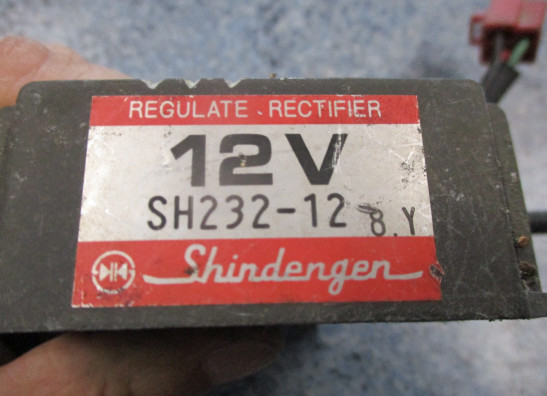 REGULATE RECTIFIER
12V
SH232-12 8.Y
Shindengen